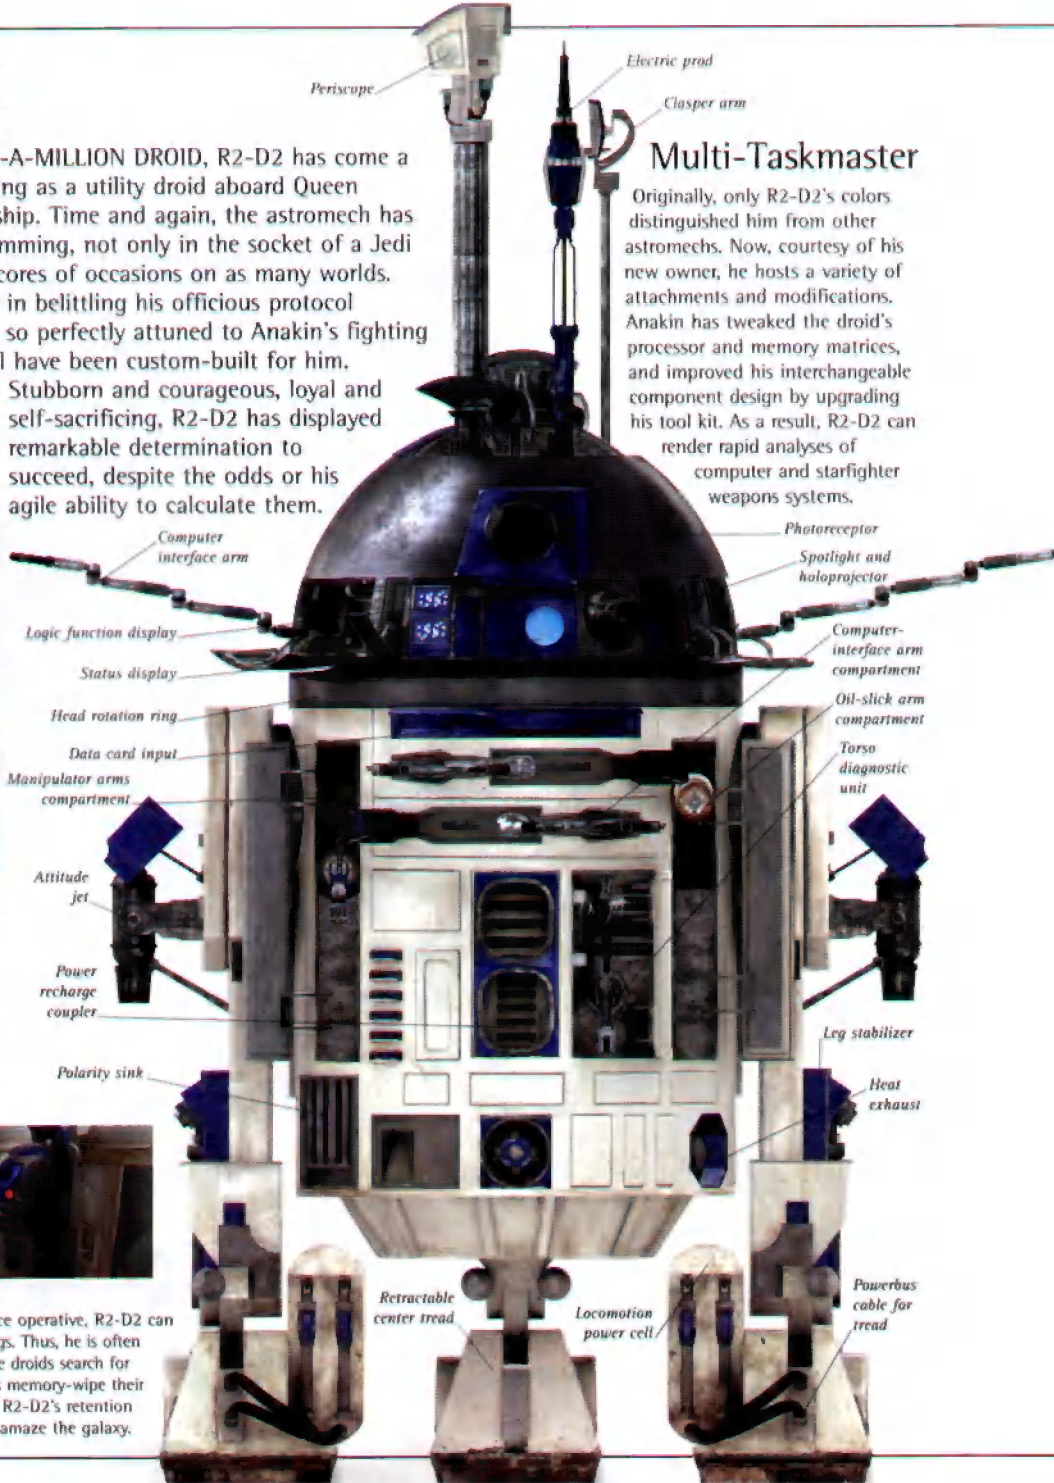 Periscope
Electric prod
Clasper arm
-A-MILLION DROID, R2-D2 has come a
ng as a utility droid aboard Queen
ship. Time and again, the astromech has
mming, not only in the socket of a Jedi
cores of occasions on as many worlds.
in belittling his officious protocol
so perfectly attuned to Anakin's fighting
l have been custom-built for him.
Stubborn and courageous, loyal and
self-sacrificing, R2-D2 has displayed
remarkable determination to
succeed, despite the odds or his
agile ability to calculate them.
Multi-Taskmaster
Originally, only R2-D2's colors
distinguished him from other
astromechs. Now, courtesy of his
new owner, he hosts a variety of
attachments and modifications.
Anakin has tweaked the droid's
processor and memory matrices,
and improved his interchangeable
component design by upgrading
his tool kit. As a result, R2-D2 can
render rapid analyses of
computer and starfighter
weapons systems.
Computer
interface arm
Photoreceptor
Spotlight and
holoprojector
Logic function display
Status display
Head rotation ring
Data card input
Manipulator arms
compartment
Computer-
interface arm
compartment
Oil-slick arm
compartment
Torso
diagnostic
unit
Attitude
jet
Power
recharge
coupler
Polarity sink
Leg stabilizer
Heat
exhaust
Retractable
center tread
Locomotion
power cell
Powerbus
cable for
tread
ce operative, R2-D2 can
gs. Thus, he is often
e droids search for
s memory-wipe their
R2-D2's retention
amaze the galaxy.